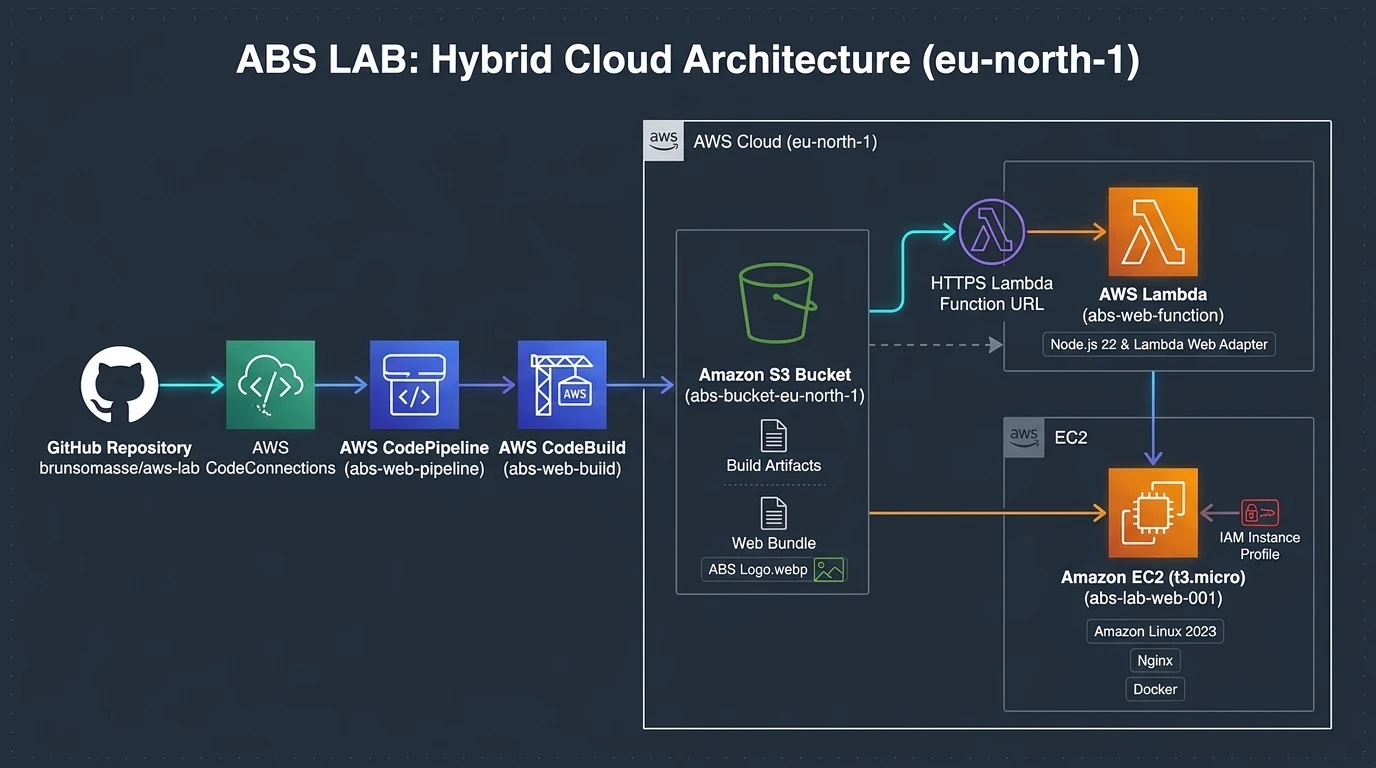 ABS LAB: Hybrid Cloud Architecture (eu-north-1)
aws
AWS Cloud (eu-north-1)
GitHub Repository
brunsomasse/aws-lab
AWS
CodeConnections
AWS CodePipeline
(abs-web-pipeline)
AWS
AWS CodeBuild
(abs-web-build)
Amazon S3 Bucket
(abs-bucket-eu-north-1)
Build Artifacts
Web Bundle
ABS Logo.webp
HTTPS Lambda
Function URL
AWS Lambda
(abs-web-function)
Node.js 22 & Lambda Web Adapter
aws
EC2
IAM Instance
Profile
Amazon EC2 (t3.micro)
(abs-lab-web-001)
Amazon Linux 2023
Nginx
Docker